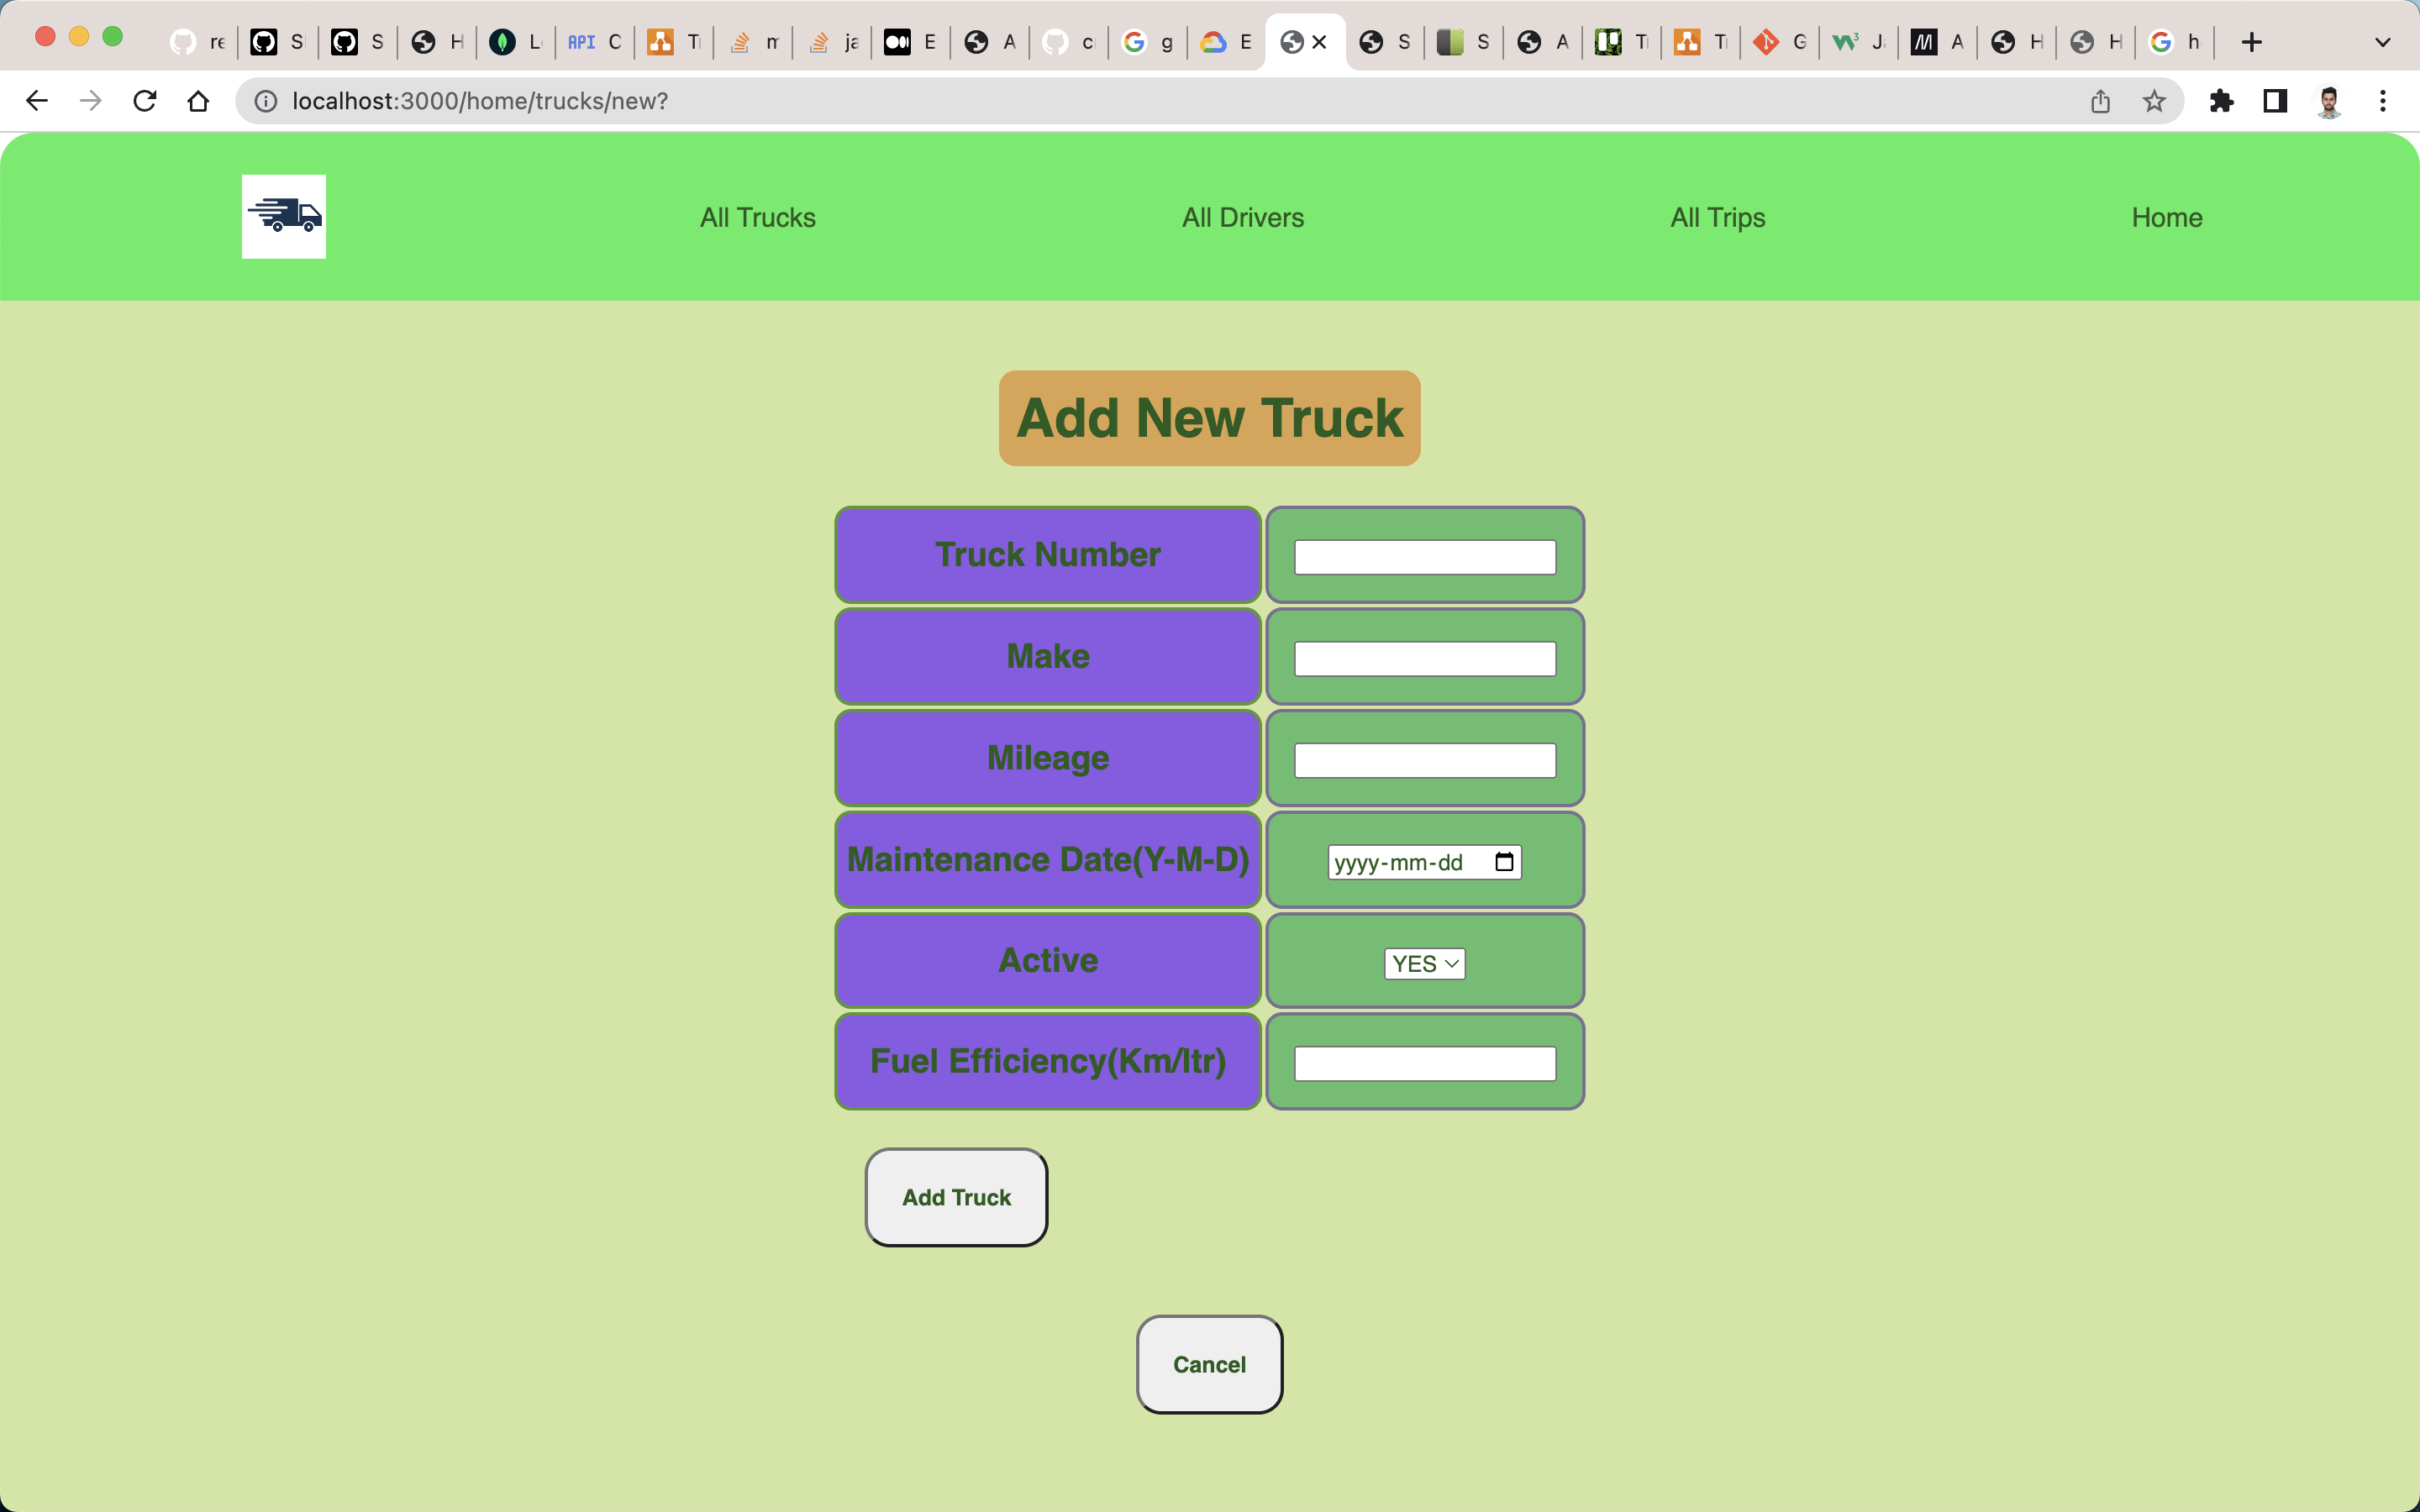 re S S H L API C T m ja E A c g E S S A T T G J A H H h
localhost:3000/home/trucks/new?
All Trucks All Drivers All Trips Home
Add New Truck
Truck Number
Make
Mileage
Maintenance Date(Y-M-D) yyyy-mm-dd
Active YES
Fuel Efficiency(Km/ltr)
Add Truck
Cancel